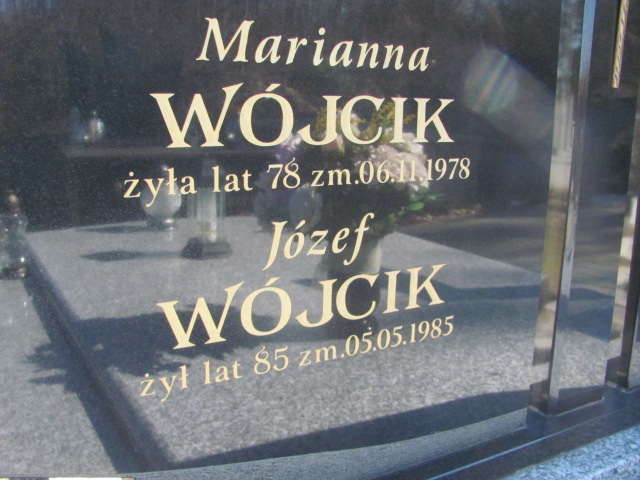 Marianna
WÓJCIK
żyła lat 78 zm.06.11.1978
Józef
WÓJCIK
żył lat 85 zm.05.05.1985